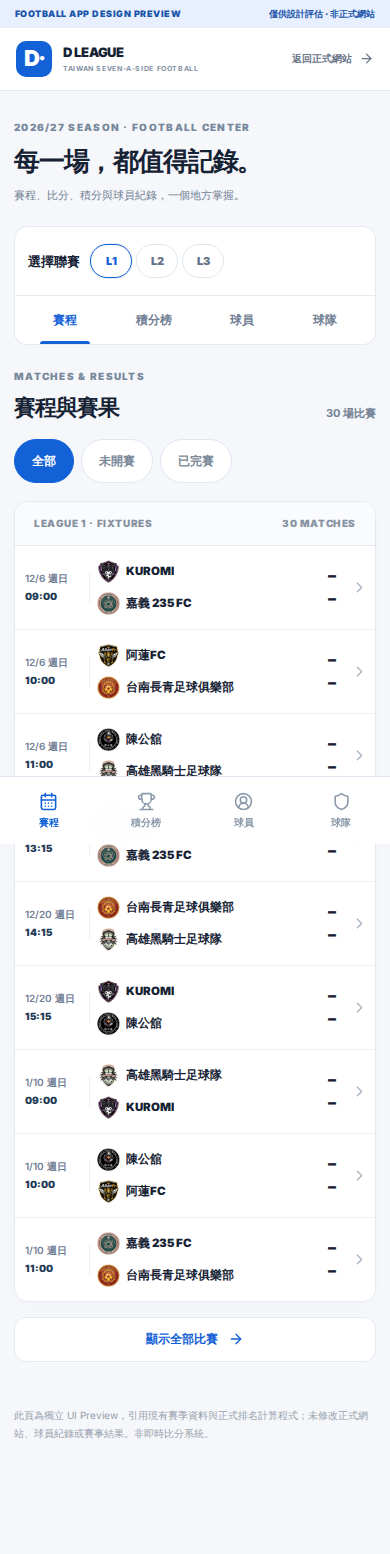 FOOTBALL APP DESIGN PREVIEW
僅供設計評估 · 非正式網站
D
D LEAGUE
TAIWAN SEVEN-A-SIDE FOOTBALL
返回正式網站
2026/27 SEASON · FOOTBALL CENTER
每一場，都值得記錄。
賽程、比分、積分與球員紀錄，一個地方掌握。
選擇聯賽
L1
L2
L3
賽程
積分榜
球員
球隊
MATCHES & RESULTS
賽程與賽果
30 場比賽
全部
未開賽
已完賽
LEAGUE 1 · FIXTURES
30 MATCHES
12/6 週日
09:00
KUROMI
–
嘉義 235 FC
–
12/6 週日
10:00
阿蓮FC
–
台南長青足球俱樂部
–
12/6 週日
11:00
陳公舘
–
高雄黑騎士足球隊
賽程
積分榜
球員
球隊
13:15
嘉義 235 FC
–
12/20 週日
14:15
台南長青足球俱樂部
–
高雄黑騎士足球隊
–
12/20 週日
15:15
KUROMI
–
陳公舘
–
1/10 週日
09:00
高雄黑騎士足球隊
–
KUROMI
–
1/10 週日
10:00
陳公舘
–
阿蓮FC
–
1/10 週日
11:00
嘉義 235 FC
–
台南長青足球俱樂部
–
顯示全部比賽
此頁為獨立 UI Preview，引用現有賽季資料與正式排名計算程式；未修改正式網
站、球員紀錄或賽事結果。非即時比分系統。